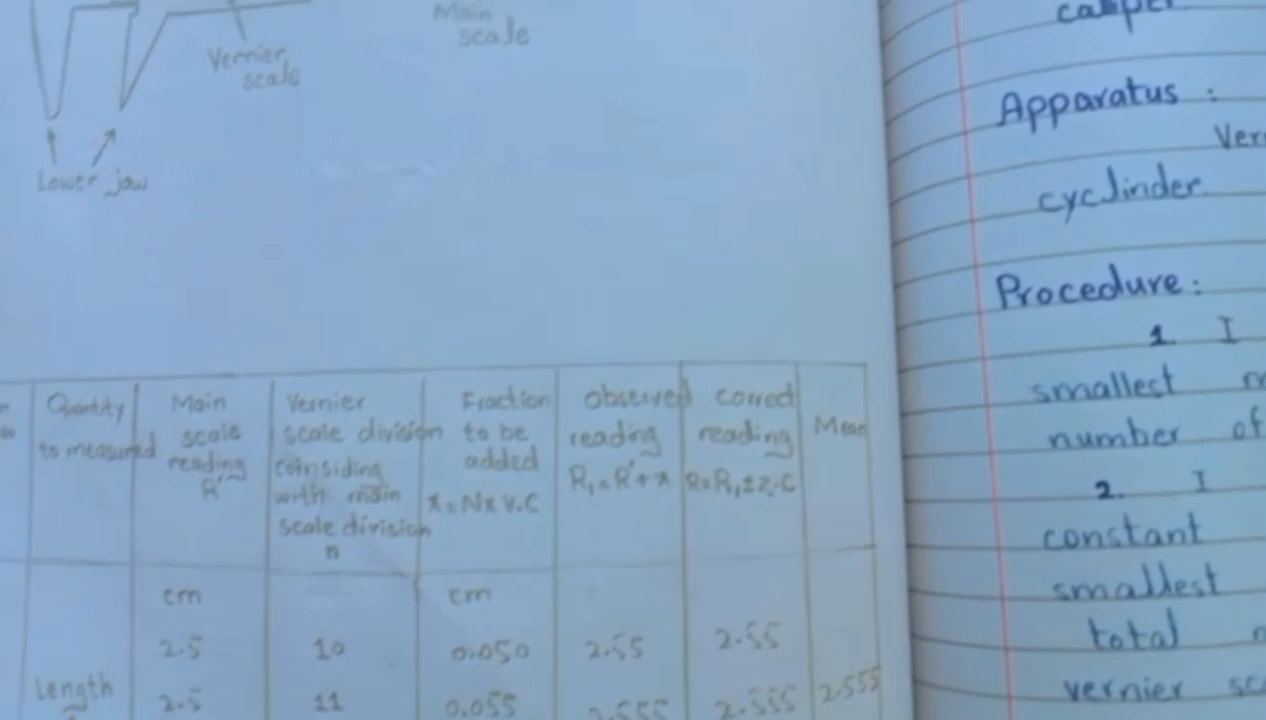 Main
scale
Vernier
scale
Lower jaw
Quantity
to measured
Main
scale
reading
R'
Vernier
scale division
coinsiding
with main
scale division
n
Fraction
to be
added
x = N x V.C
observed
reading
R₁ = R' + x
correct
reading
R = R₁ ± Z.C
Mean
cm
cm
2.5 10 0.050 2.55 2.55
Length
2.5 11 0.055 2.555 2.555 2.555
Apparatus :
cyclinder
Procedure :
1. I
smallest
number of
2. I
constant
smallest
total
vernier